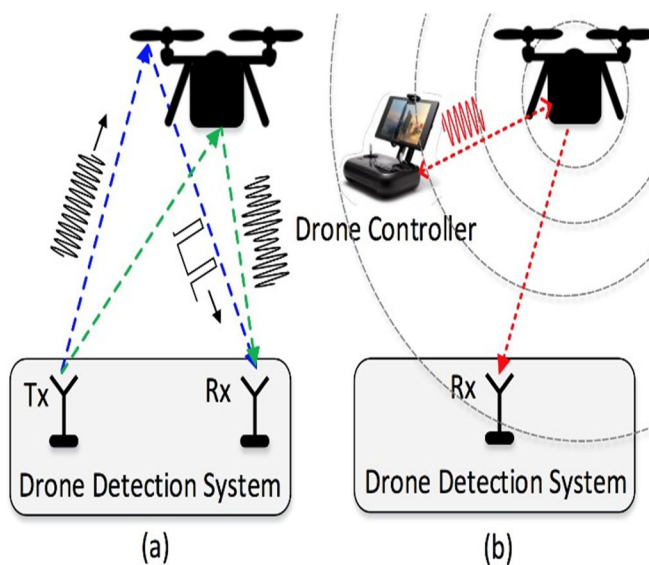 Drone Controller
Tx
Rx
Drone Detection System
(a)
Rx
Drone Detection System
(b)